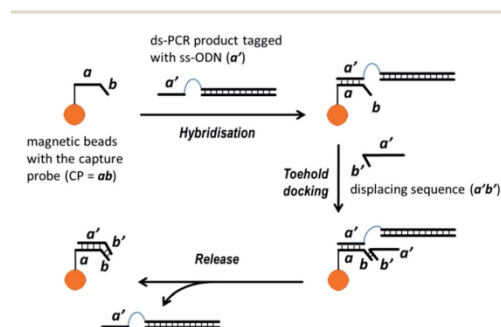 ds-PCR product tagged
with ss-ODN (a')
a
b
a'
a'
a
b
Hybridisation
magnetic beads
with the capture
probe (CP = ab)
a'
b'
Toehold
docking
displacing sequence (a'b')
a'
b'
a
b
a'
a
b
b'
a'
Release
a'